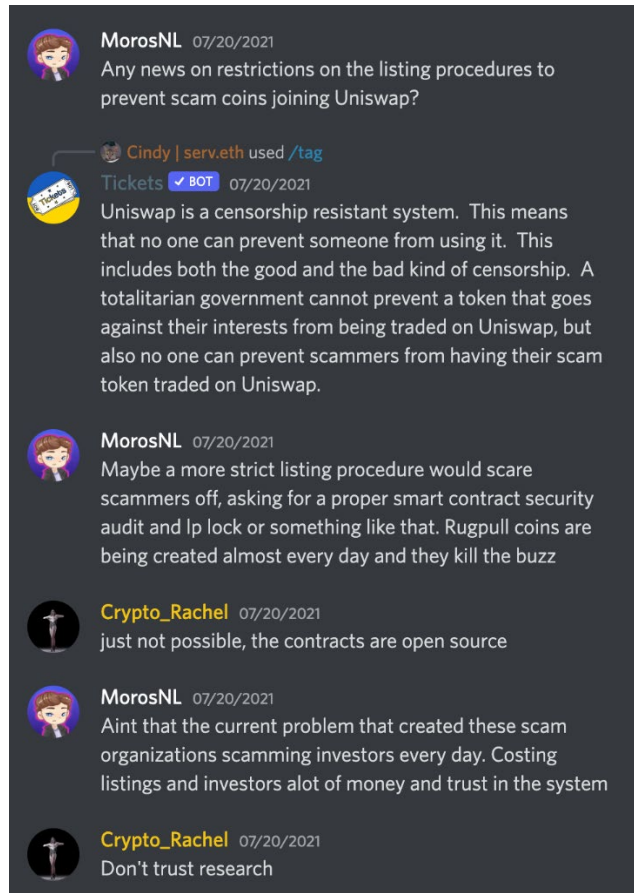 MorosNL 07/20/2021
Any news on restrictions on the listing procedures to
prevent scam coins joining Uniswap?
Cindy | serv.eth used /tag
Tickets
Tickets ✓ BOT 07/20/2021
Uniswap is a censorship resistant system. This means
that no one can prevent someone from using it. This
includes both the good and the bad kind of censorship. A
totalitarian government cannot prevent a token that goes
against their interests from being traded on Uniswap, but
also no one can prevent scammers from having their scam
token traded on Uniswap.
MorosNL 07/20/2021
Maybe a more strict listing procedure would scare
scammers off, asking for a proper smart contract security
audit and lp lock or something like that. Rugpull coins are
being created almost every day and they kill the buzz
Crypto_Rachel 07/20/2021
just not possible, the contracts are open source
MorosNL 07/20/2021
Aint that the current problem that created these scam
organizations scamming investors every day. Costing
listings and investors alot of money and trust in the system
Crypto_Rachel 07/20/2021
Don't trust research